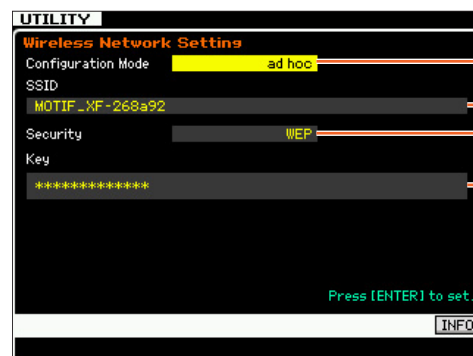 UTILITY
Wireless Network Setting
Configuration Mode ad hoc
SSID
MOTIF_XF-268a92
Security WEP
Key
*************
Press [ENTER] to set.
INFO